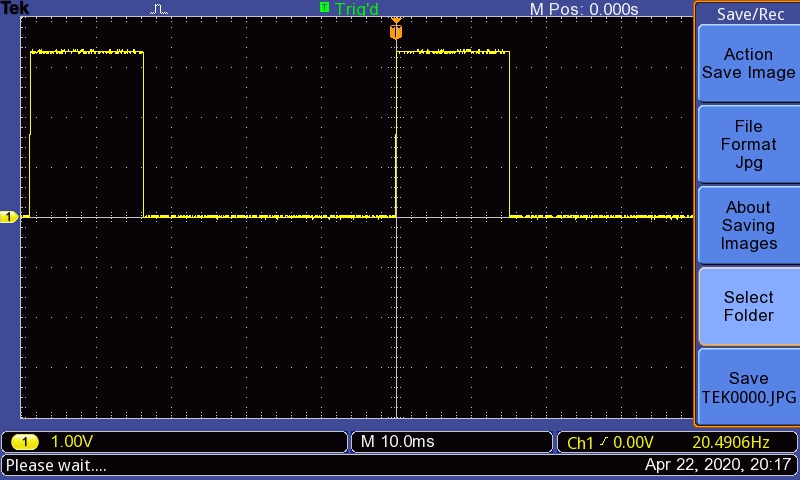 Tek
T Trig'd
M Pos: 0.000s
Save/Rec
T
Action
Save Image
File
Format
Jpg
About
Saving
Images
1
Select
Folder
Save
TEK0000.JPG
1 1.00V
M 10.0ms
Ch1 0.00V 20.4906Hz
Please wait....
Apr 22, 2020, 20:17